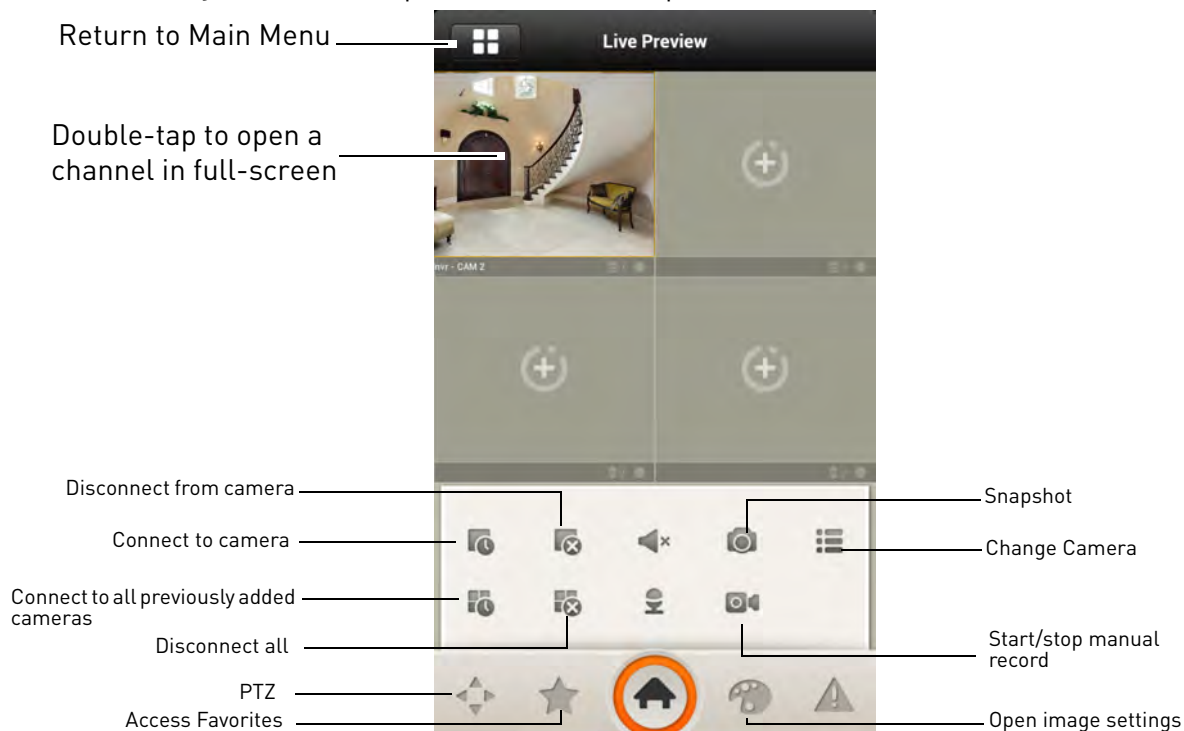 Return to Main Menu
Live Preview
Double-tap to open a
channel in full-screen
nvr - CAM 2
Disconnect from camera
Snapshot
Connect to camera
Change Camera
Connect to all previously added
cameras
Disconnect all
Start/stop manual
record
PTZ
Access Favorites
Open image settings